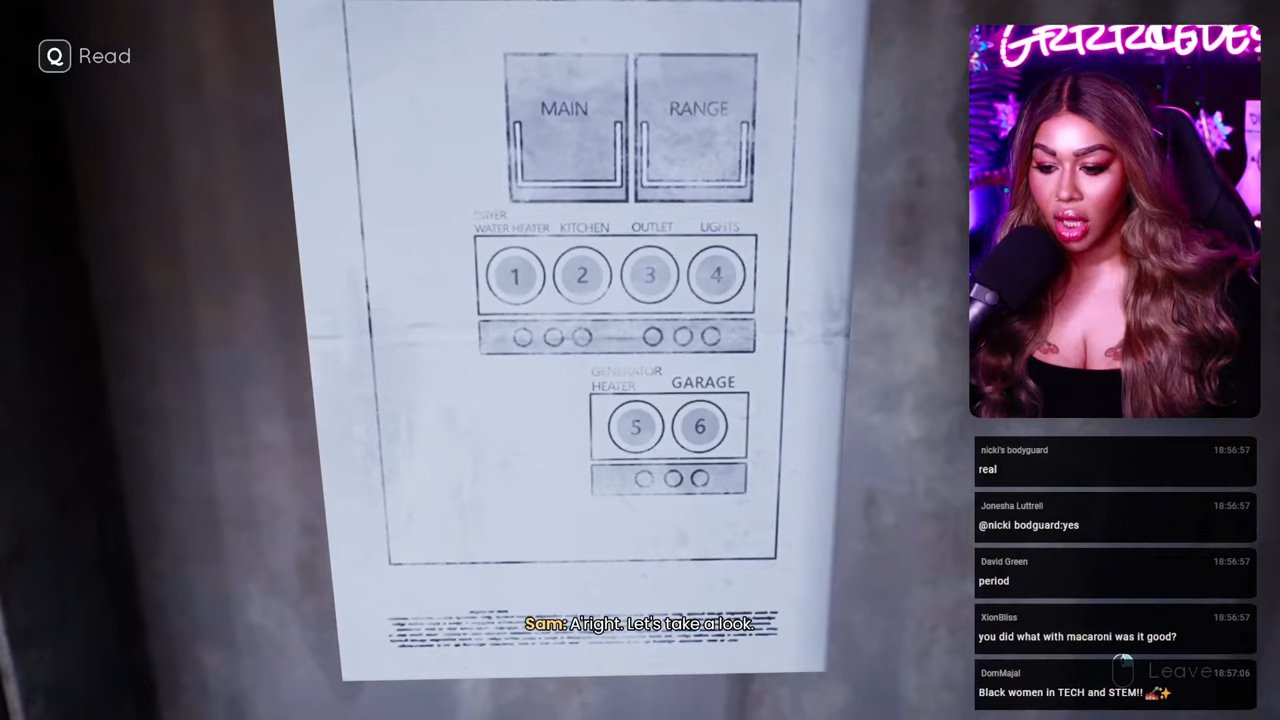 Q Read
MAIN RANGE
DRYER
WATER HEATER KITCHEN OUTLET LIGHTS
1 2 3 4
GENERATOR
HEATER GARAGE
5 6
Sam: Alright. Let's take a look.
nicki's bodyguard 18:56:57
real
Jonesha Luttrell 18:56:57
@nicki bodguard:yes
David Green 18:56:57
period
XionBliss 18:56:57
you did what with macaroni was it good?
Leave
DomMajal 18:57:06
Black women in TECH and STEM!!